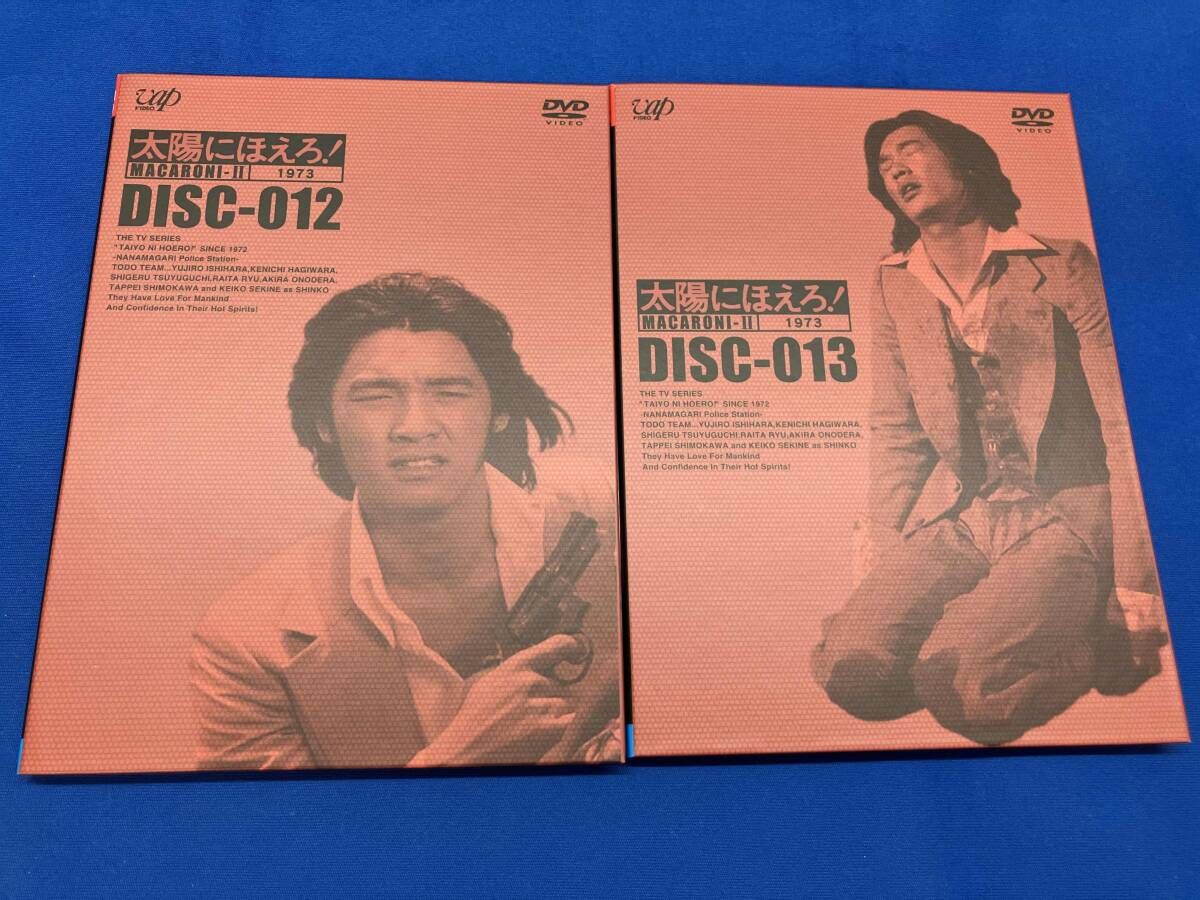 vap
VIDEO
DVD
VIDEO
太陽にほえろ!
MACARONI-II 1973
DISC-012
THE TV SERIES
"TAIYO NI HOERO!" SINCE 1972
-NANAMAGARI Police Station-
TODO TEAM...YUJIRO ISHIHARA,KENICHI HAGIWARA,
SHIGERU TSUYUGUCHI,RAITA RYU,AKIRA ONODERA,
TAPPEI SHIMOKAWA and KEIKO SEKINE as SHINKO
They Have Love For Mankind
And Confidence In Their Hot Spirits!
vap
VIDEO
DVD
VIDEO
太陽にほえろ!
MACARONI-II 1973
DISC-013
THE TV SERIES
"TAIYO NI HOERO!" SINCE 1972
-NANAMAGARI Police Station-
TODO TEAM...YUJIRO ISHIHARA,KENICHI HAGIWARA,
SHIGERU TSUYUGUCHI,RAITA RYU,AKIRA ONODERA,
TAPPEI SHIMOKAWA and KEIKO SEKINE as SHINKO
They Have Love For Mankind
And Confidence In Their Hot Spirits!